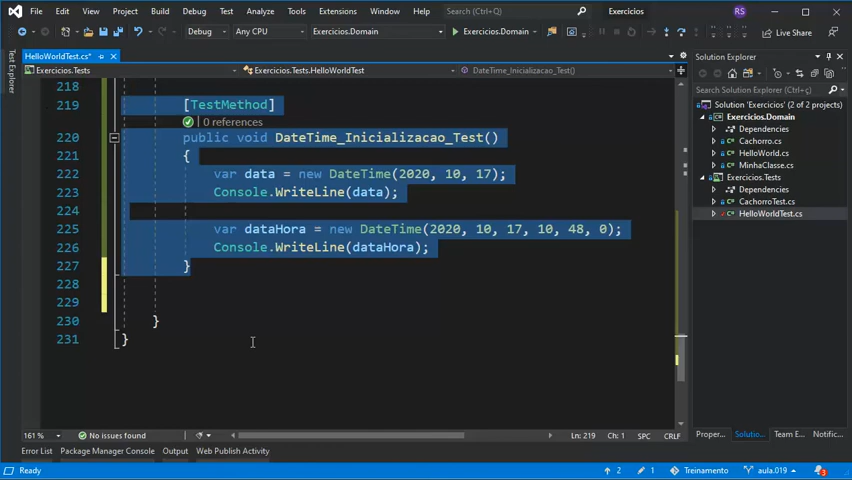 File Edit View Project Build Debug Test Analyze Tools Extensions Window Help Search (Ctrl+Q) Exercicios RS
Debug Any CPU Exercicios.Domain Exercicios.Domain Live Share
HelloWorldTest.cs*
Exercicios.Tests Exercicios.Tests.HelloWorldTest DateTime_Inicializacao_Test()
Test Explorer
218
219 [TestMethod]
0 references
220 public void DateTime_Inicializacao_Test()
221 {
222 var data = new DateTime(2020, 10, 17);
223 Console.WriteLine(data);
224
225 var dataHora = new DateTime(2020, 10, 17, 10, 48, 0);
226 Console.WriteLine(dataHora);
227 }
228
229
230 }
231 }
Solution Explorer
Search Solution Explorer (Ctrl+ç)
Solution 'Exercicios' (2 of 2 projects)
Exercicios.Domain
Dependencies
Cachorro.cs
HelloWorld.cs
MinhaClasse.cs
Exercicios.Tests
Dependencies
CachorroTest.cs
HelloWorldTest.cs
161 % No issues found Ln: 219 Ch: 1 SPC CRLF
Proper... Solutio... Team E... Notific...
Error List Package Manager Console Output Web Publish Activity
Ready 2 1 Treinamento aula.019 3